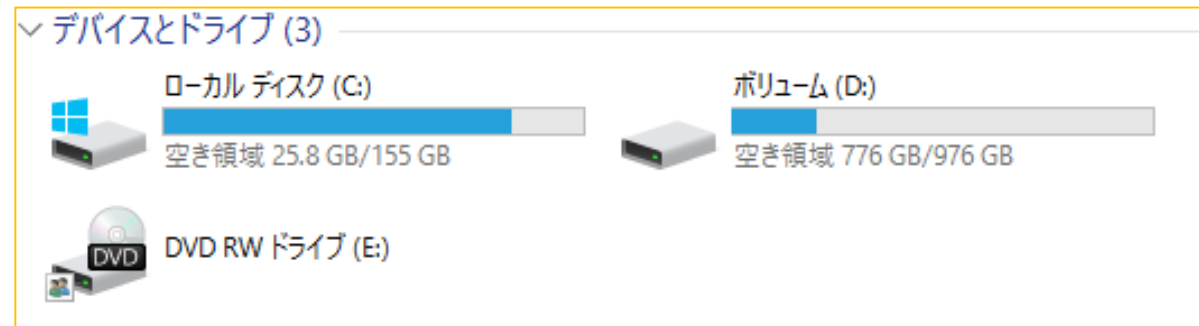 デバイスとドライブ (3)
ローカル ディスク (C:)
空き領域 25.8 GB/155 GB
ボリューム (D:)
空き領域 776 GB/976 GB
DVD
DVD RW ドライブ (E:)